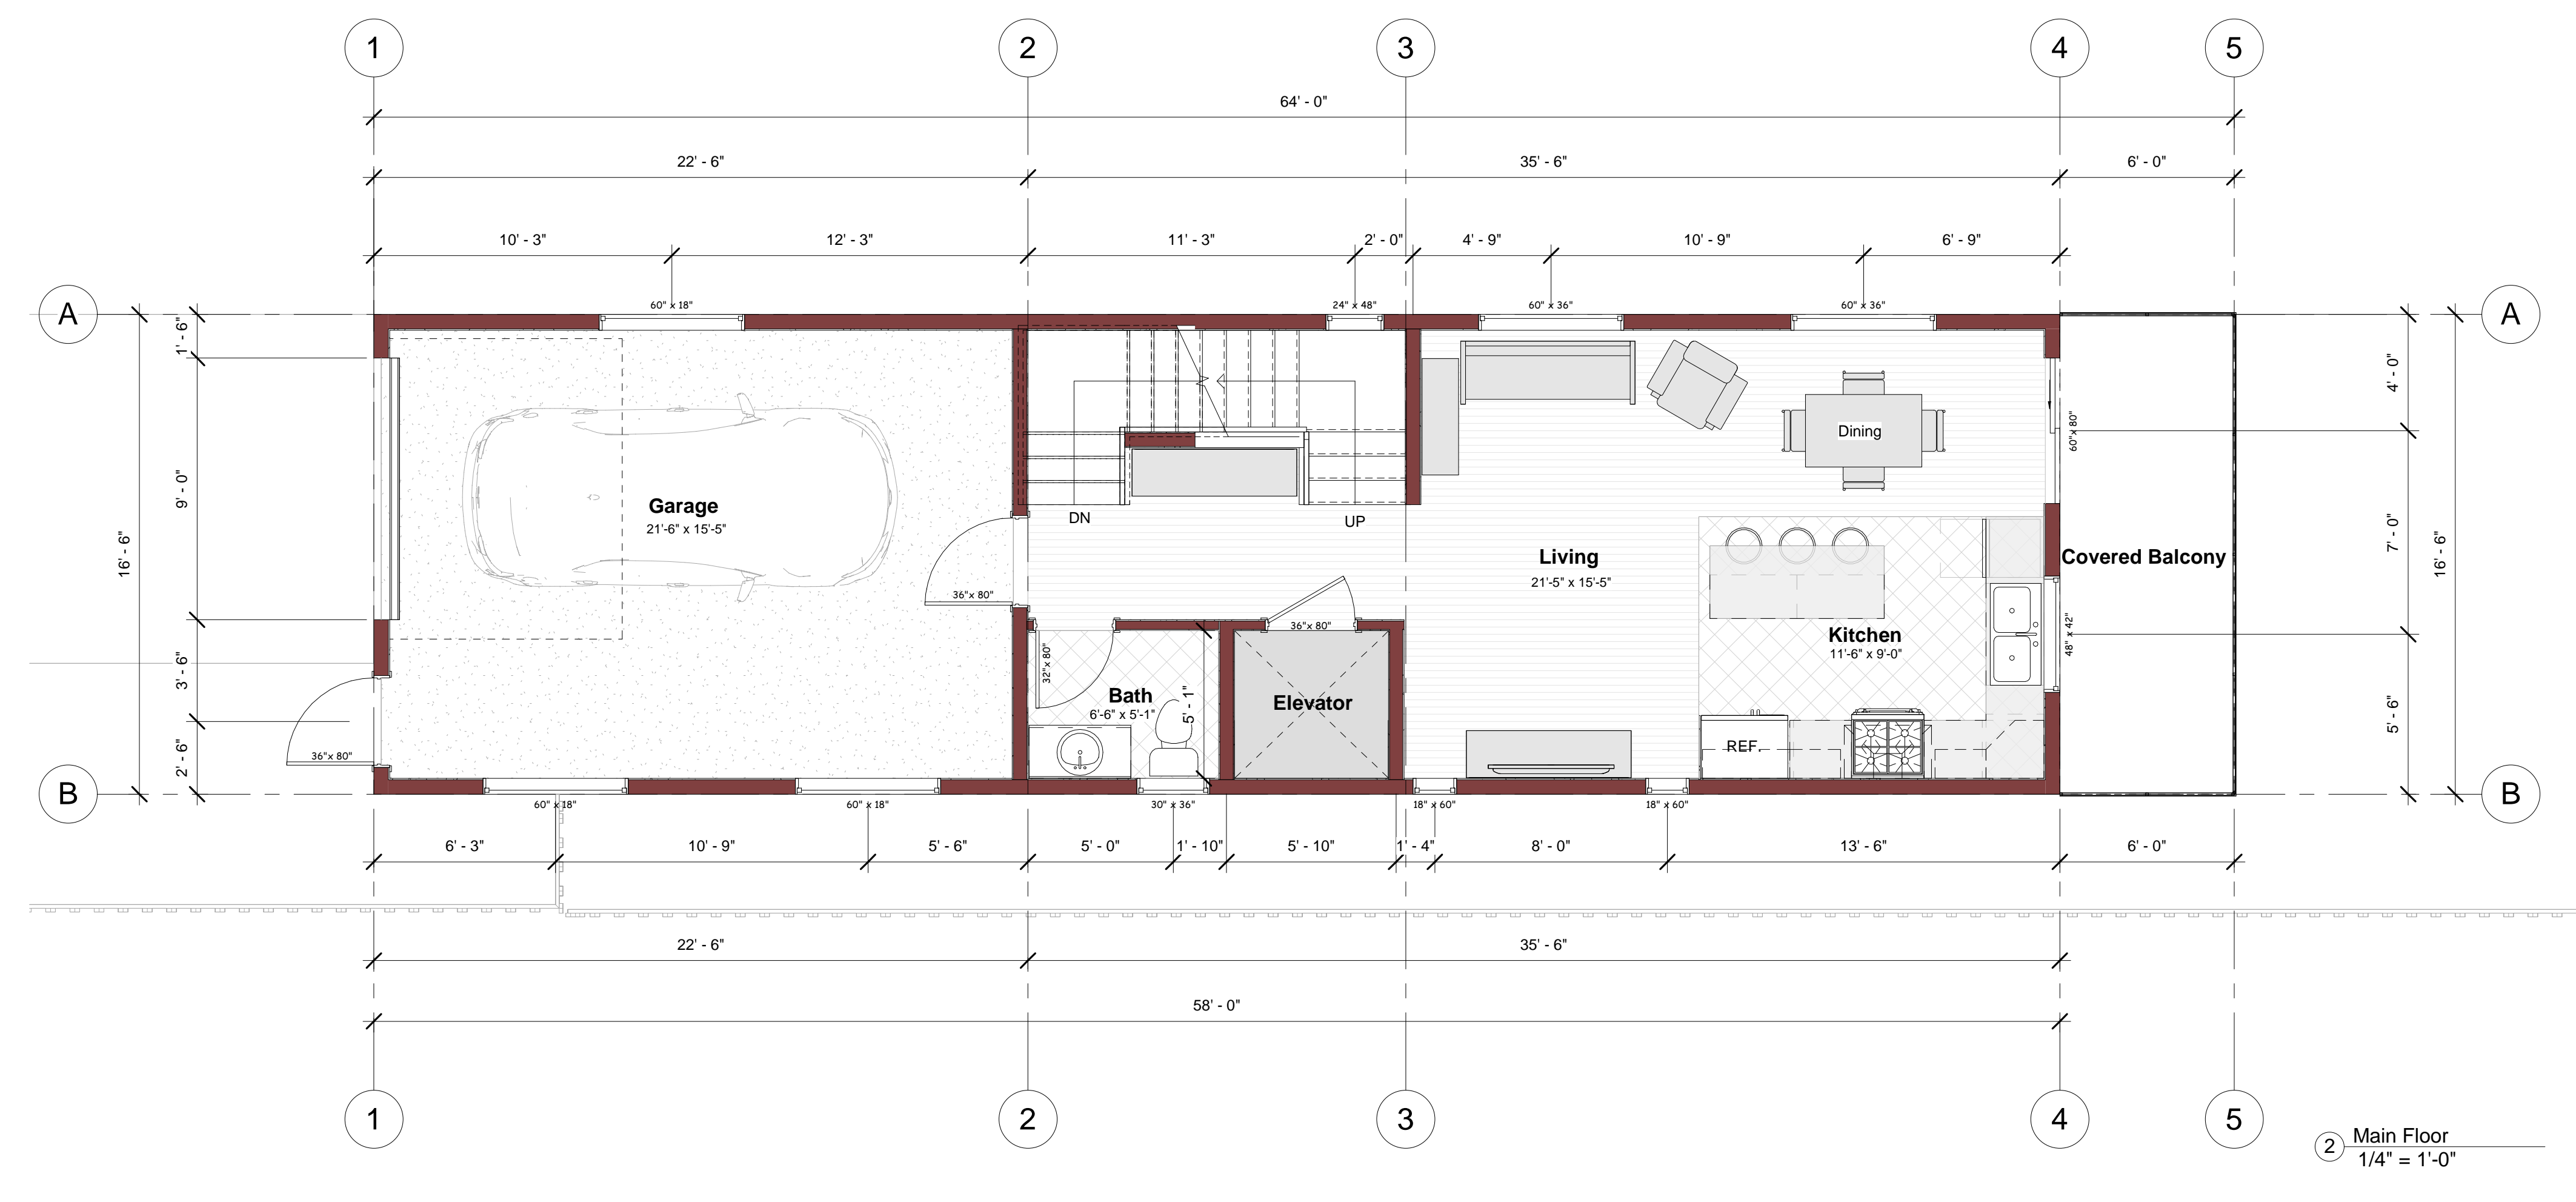 1 2 3 4 5
64' - 0"
22' - 6" 35' - 6" 6' - 0"
10' - 3" 12' - 3" 11' - 3" 2' - 0" 4' - 9" 10' - 9" 6' - 9"
60" x 18" 24" x 48" 60" x 36" 60" x 36"
A A
1' - 6"
9' - 0"
3' - 6"
2' - 6"
16' - 6"
4' - 0"
7' - 0"
5' - 6"
16' - 6"
60"x 80"
Dining
Garage
21'-6" x 15'-5"
DN UP
Living
21'-5" x 15'-5"
Covered Balcony
36"x 80"
36"x 80"
48" x 42"
Kitchen
11'-6" x 9'-0"
32"x 80"
Bath
6'-6" x 5'-1"
5' - 1"
Elevator
REF.
36"x 80"
B B
60" x 18" 60" x 18" 30" x 36" 18" x 60" 18" x 60"
6' - 3" 10' - 9" 5' - 6" 5' - 0" 1' - 10" 5' - 10" 1' - 4" 8' - 0" 13' - 6" 6' - 0"
22' - 6" 35' - 6"
58' - 0"
1 2 3 4 5
2 Main Floor
1/4" = 1'-0"